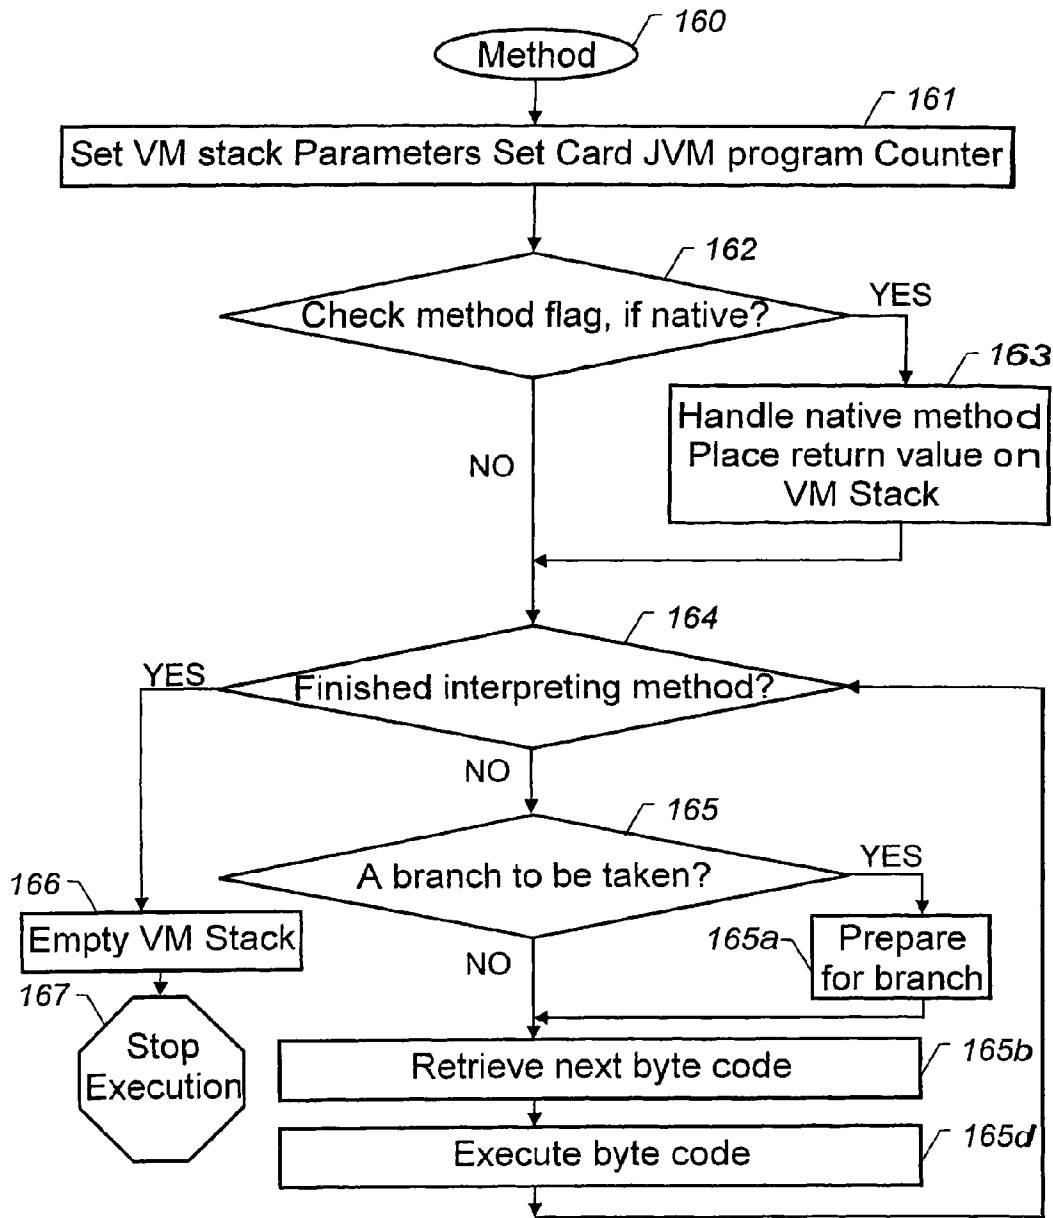 160
Method
161
Set VM stack Parameters Set Card JVM program Counter
162
Check method flag, if native?
YES
163
Handle native method
Place return value on
VM Stack
NO
164
YES
Finished interpreting method?
NO
165
A branch to be taken?
YES
166
Empty VM Stack
165a
Prepare
for branch
NO
167
Stop
Execution
Retrieve next byte code
165b
Execute byte code
165d